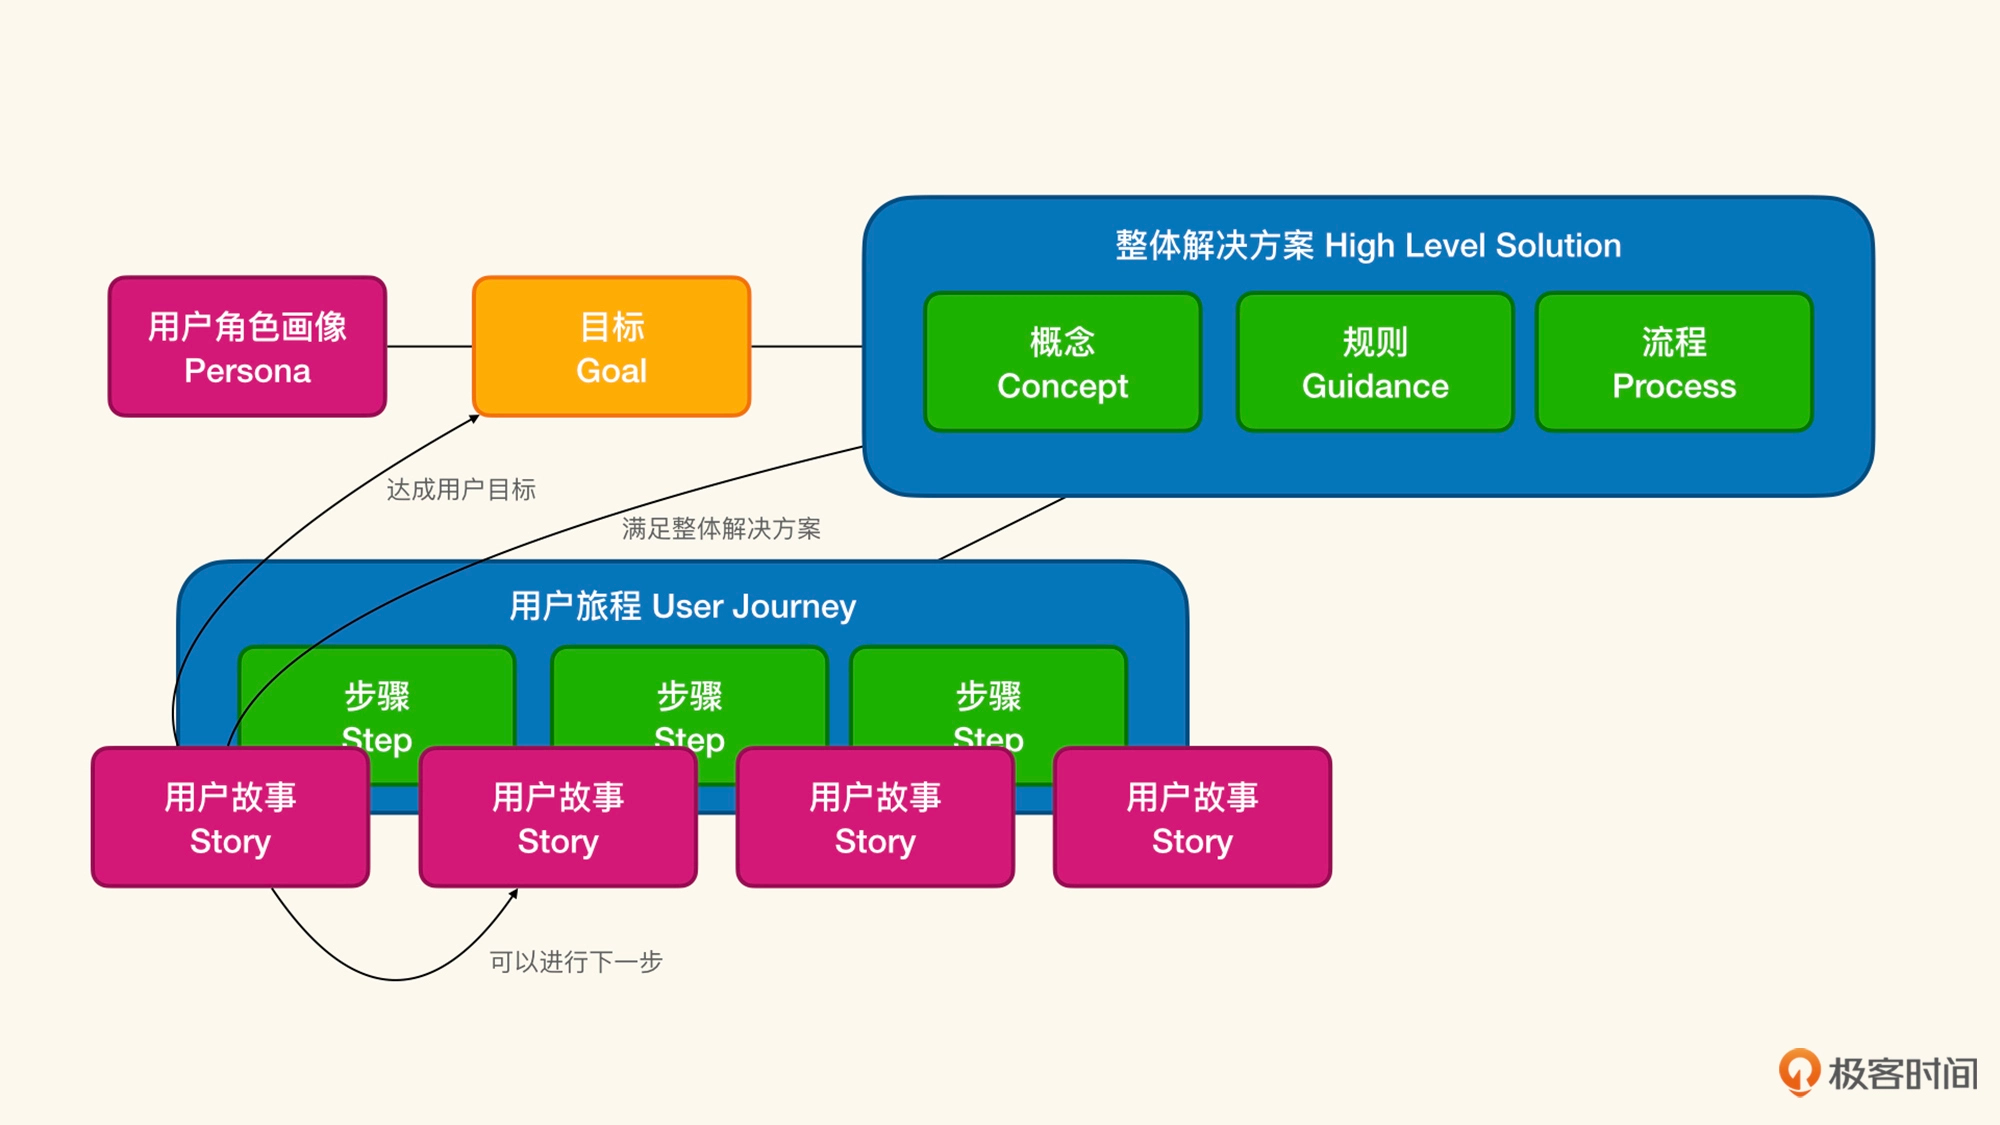 整体解决方案 High Level Solution
用户角色画像
Persona
目标
Goal
概念
Concept
规则
Guidance
流程
Process
达成用户目标
满足整体解决方案
用户旅程 User Journey
步骤
Step
步骤
Step
步骤
Step
用户故事
Story
用户故事
Story
用户故事
Story
用户故事
Story
可以进行下一步
极客时间